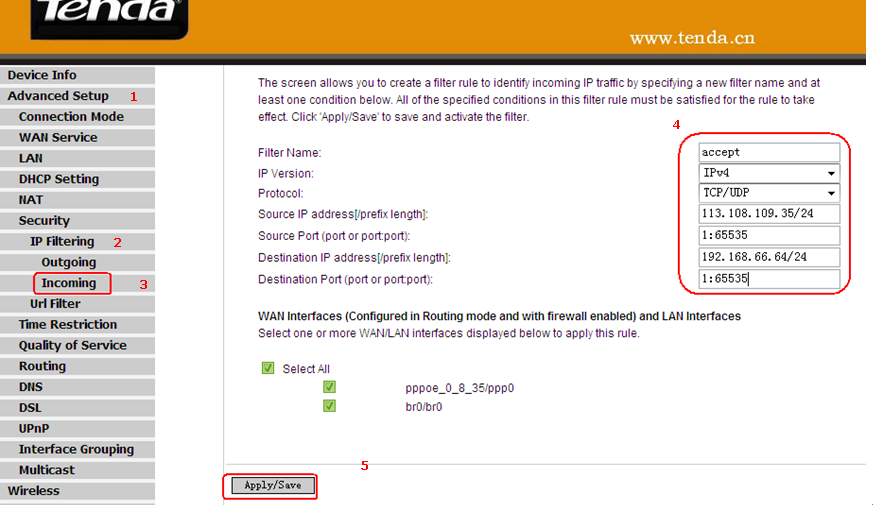 Tenda
www.tenda.cn
Device Info
Advanced Setup 1
Connection Mode
WAN Service
LAN
DHCP Setting
NAT
Security
IP Filtering 2
Outgoing
Incoming 3
Url Filter
Time Restriction
Quality of Service
Routing
DNS
DSL
UPnP
Interface Grouping
Multicast
Wireless
The screen allows you to create a filter rule to identify incoming IP traffic by specifying a new filter name and at
least one condition below. All of the specified conditions in this filter rule must be satisfied for the rule to take
effect. Click 'Apply/Save' to save and activate the filter.
4
Filter Name: accept
IP Version: IPv4
Protocol: TCP/UDP
Source IP address[/prefix length]: 113.108.109.35/24
Source Port (port or port:port): 1:65535
Destination IP address[/prefix length]: 192.168.66.64/24
Destination Port (port or port:port): 1:65535
WAN Interfaces (Configured in Routing mode and with firewall enabled) and LAN Interfaces
Select one or more WAN/LAN interfaces displayed below to apply this rule.
Select All
pppoe_0_8_35/ppp0
br0/br0
5
Apply/Save